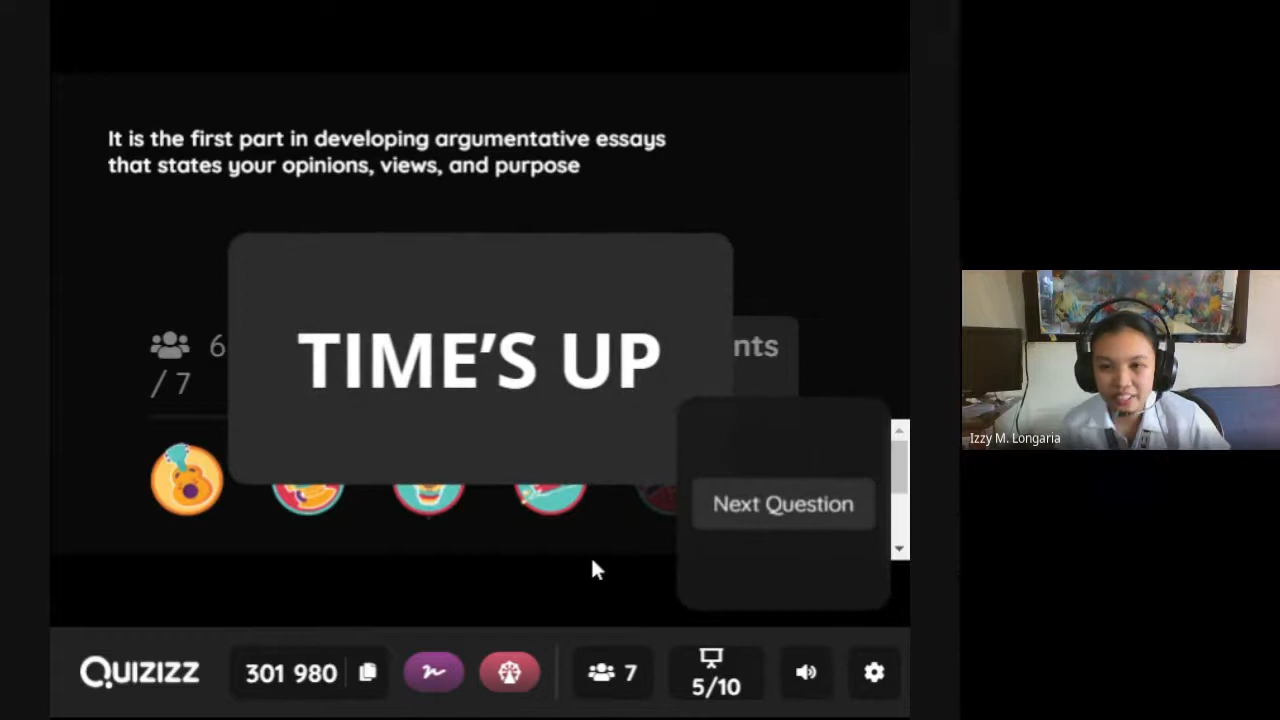 It is the first part in developing argumentative essays
that states your opinions, views, and purpose
6
/ 7
nts
TIME'S UP
Next Question
Izzy M. Longaria
QUIZIZZ
301 980
7
5/10